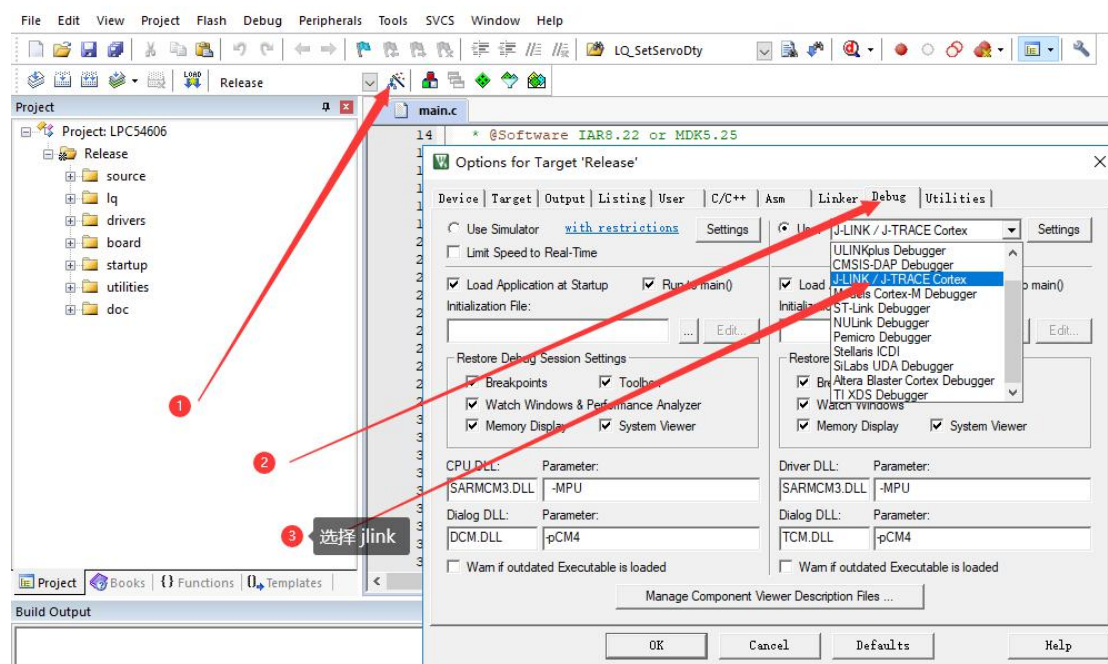 File Edit View Project Flash Debug Peripherals Tools SVCS Window Help
LQ_SetServoDty
LOAD Release
Project
main.c
Project: LPC54606
Release
source
lq
drivers
board
startup
utilities
doc
14 * @Software IAR8.22 or MDK5.25
Options for Target 'Release'
Device Target Output Listing User C/C++ Asm Linker Debug Utilities
Use Simulator with restrictions Settings
J-LINK / J-TRACE Cortex Settings
Limit Speed to Real-Time
ULINKplus Debugger
CMSIS-DAP Debugger
J-LINK / J-TRACE Cortex
Models Cortex-M Debugger
ST-Link Debugger
NULink Debugger
Pemicro Debugger
Stellaris ICDI
SiLabs UDA Debugger
Altera Blaster Cortex Debugger
TI XDS Debugger
Load Application at Startup Run to main()
Load main()
Initialization File:
... Edit...
Edit...
Restore Debug Session Settings
Restore
Breakpoints Toolbox
Watch Windows & Performance Analyzer
Watch Windows
Memory Display System Viewer
Memory Display System Viewer
CPU DLL: Parameter:
Driver DLL: Parameter:
SARMCM3.DLL -MPU
SARMCM3.DLL -MPU
Dialog DLL: Parameter:
Dialog DLL: Parameter:
DCM.DLL -pCM4
TCM.DLL -pCM4
Warn if outdated Executable is loaded
Warn if outdated Executable is loaded
Manage Component Viewer Description Files ...
OK Cancel Defaults Help
1
2
3 选择 jlink
Project Books {} Functions 0 Templates
Build Output